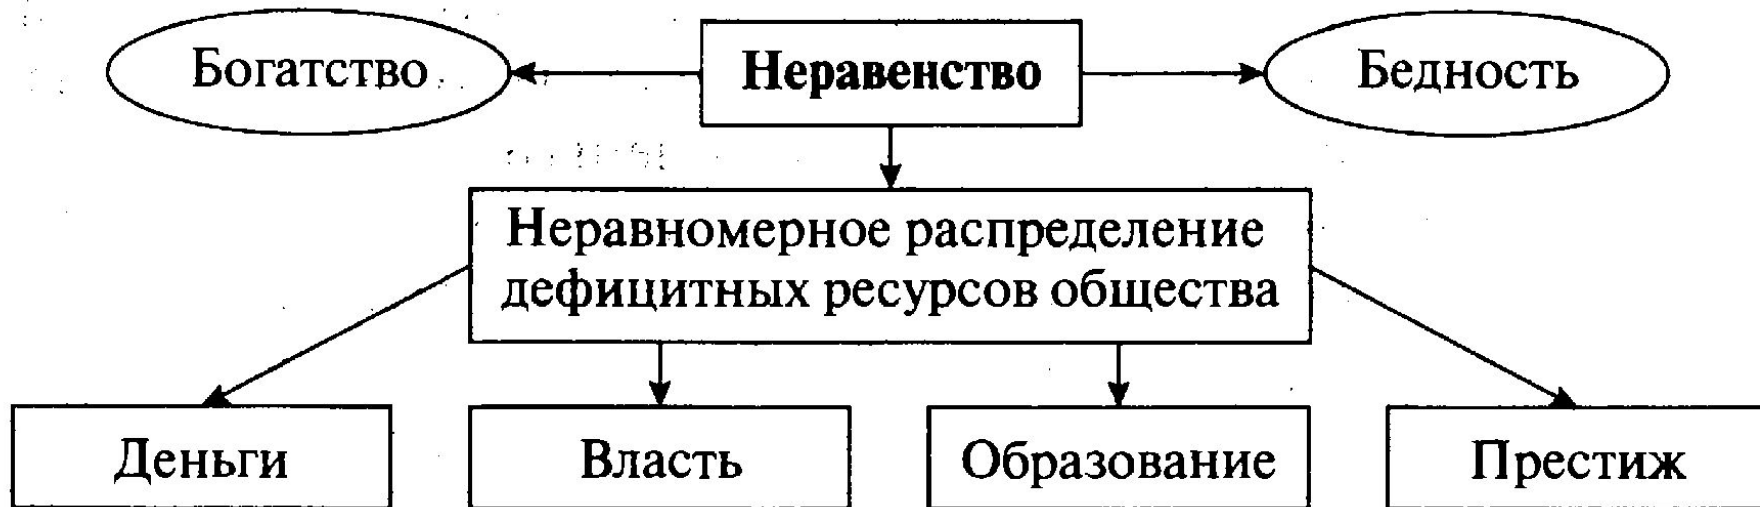 Богатство
Неравенство
Бедность
Неравномерное распределение
дефицитных ресурсов общества
Деньги
Власть
Образование
Престиж